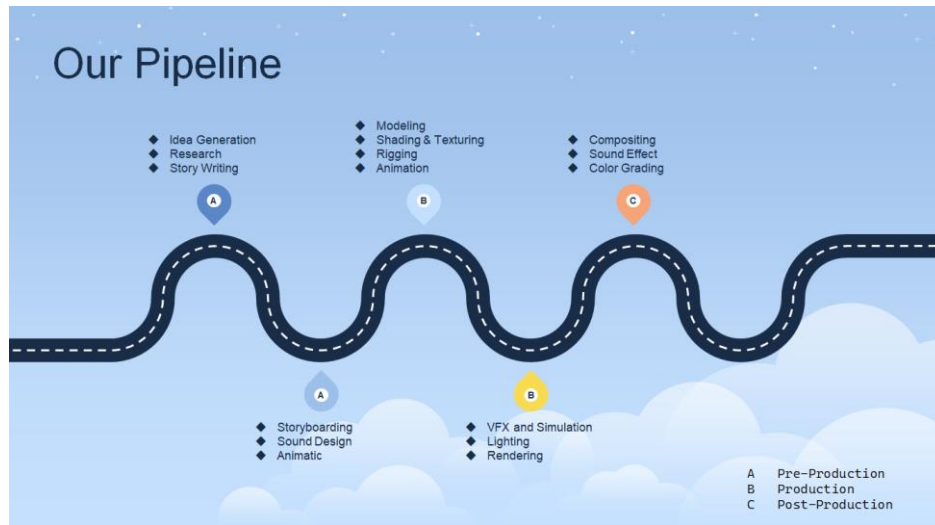 Our Pipeline
◆ Idea Generation
◆ Research
◆ Story Writing
A
◆ Modeling
◆ Shading & Texturing
◆ Rigging
◆ Animation
B
◆ Compositing
◆ Sound Effect
◆ Color Grading
C
A
◆ Storyboarding
◆ Sound Design
◆ Animatic
B
◆ VFX and Simulation
◆ Lighting
◆ Rendering
A Pre-Production
B Production
C Post-Production